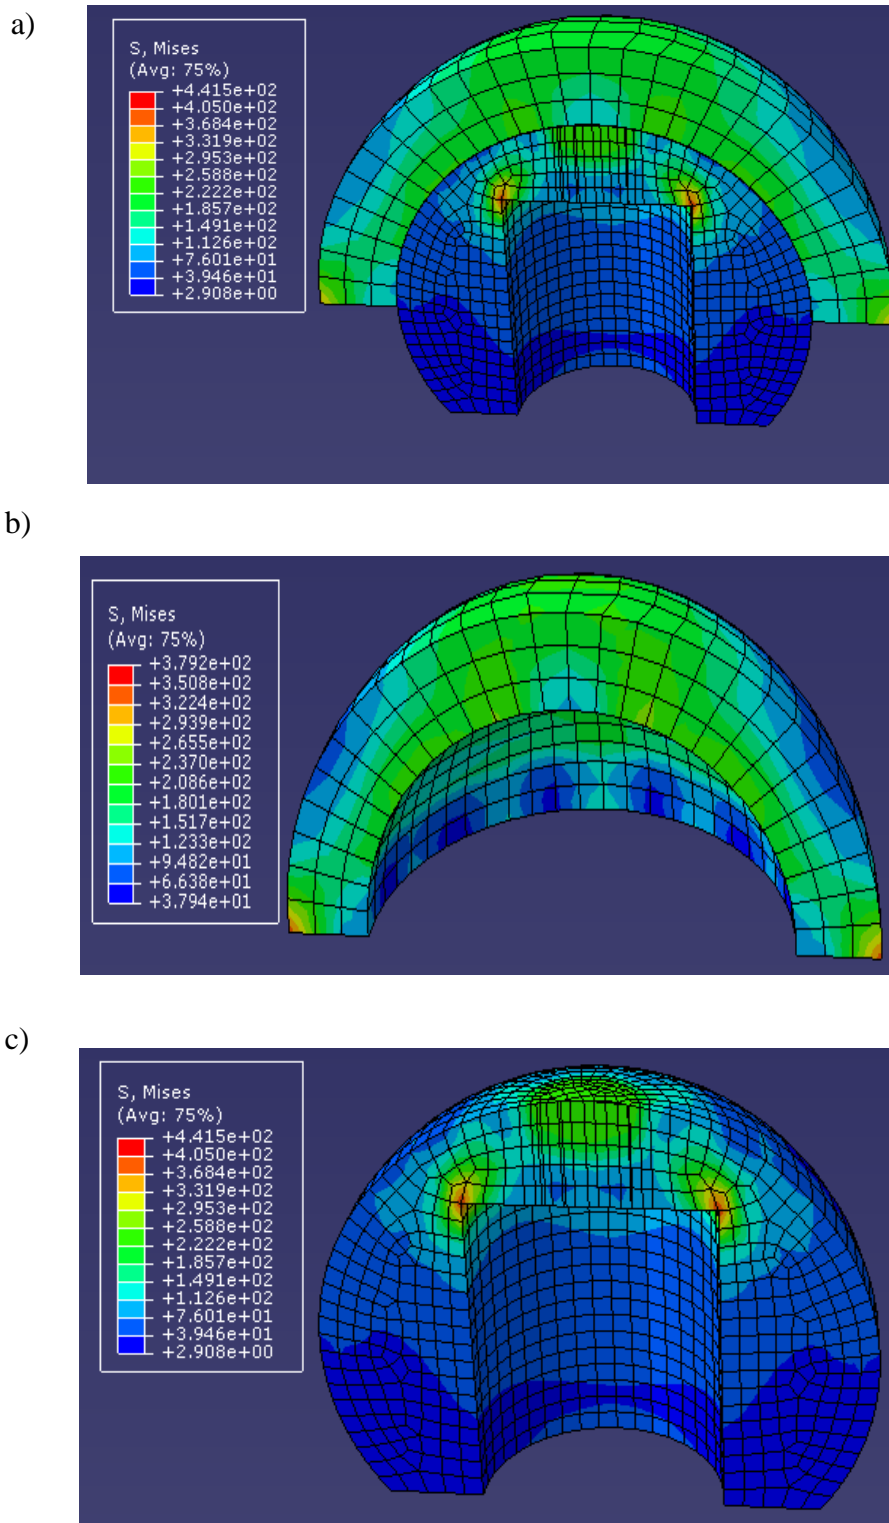 a)
S, Mises
(Avg: 75%)
+4.415e+02
+4.050e+02
+3.684e+02
+3.319e+02
+2.953e+02
+2.588e+02
+2.222e+02
+1.857e+02
+1.491e+02
+1.126e+02
+7.601e+01
+3.946e+01
+2.908e+00
b)
S, Mises
(Avg: 75%)
+3.792e+02
+3.508e+02
+3.224e+02
+2.939e+02
+2.655e+02
+2.370e+02
+2.086e+02
+1.801e+02
+1.517e+02
+1.233e+02
+9.482e+01
+6.638e+01
+3.794e+01
c)
S, Mises
(Avg: 75%)
+4.415e+02
+4.050e+02
+3.684e+02
+3.319e+02
+2.953e+02
+2.588e+02
+2.222e+02
+1.857e+02
+1.491e+02
+1.126e+02
+7.601e+01
+3.946e+01
+2.908e+00